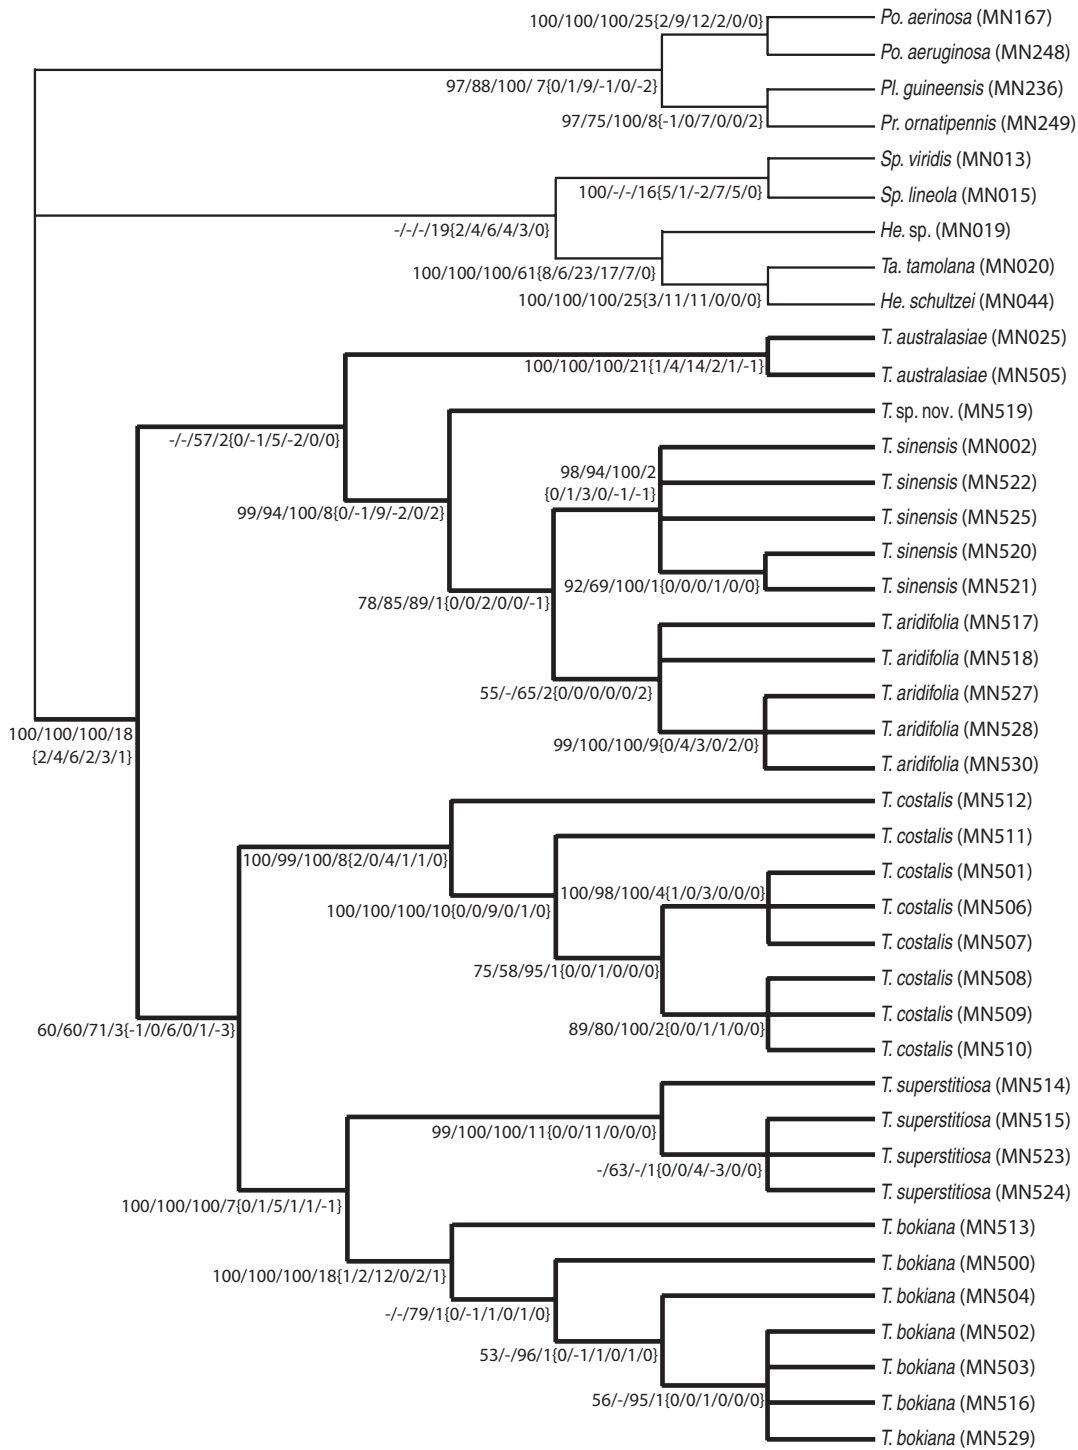 100/100/100/25{2/9/12/2/0/0}
Po. aerinosa (MN167)
Po. aeruginosa (MN248)
97/88/100/ 7{0/1/9/-1/0/-2}
Pl. guineensis (MN236)
97/75/100/8{-1/0/7/0/0/2}
Pr. ornatipennis (MN249)
Sp. viridis (MN013)
100/-/-/16{5/1/-2/7/5/0}
Sp. lineola (MN015)
-/-/-/19{2/4/6/4/3/0}
He. sp. (MN019)
100/100/100/61{8/6/23/17/7/0}
Ta. tamolana (MN020)
100/100/100/25{3/11/11/0/0/0}
He. schultzei (MN044)
T. australasiae (MN025)
100/100/100/21{1/4/14/2/1/-1}
T. australasiae (MN505)
T. sp. nov. (MN519)
-/-/57/2{0/-1/5/-2/0/0}
T. sinensis (MN002)
98/94/100/2
{0/1/3/0/-1/-1}
T. sinensis (MN522)
99/94/100/8{0/-1/9/-2/0/2}
T. sinensis (MN525)
T. sinensis (MN520)
92/69/100/1{0/0/0/1/0/0}
T. sinensis (MN521)
78/85/89/1{0/0/2/0/0/-1}
T. aridifolia (MN517)
T. aridifolia (MN518)
55/-/65/2{0/0/0/0/0/2}
T. aridifolia (MN527)
T. aridifolia (MN528)
100/100/100/18
{2/4/6/2/3/1}
99/100/100/9{0/4/3/0/2/0}
T. aridifolia (MN530)
T. costalis (MN512)
T. costalis (MN511)
100/99/100/8{2/0/4/1/1/0}
T. costalis (MN501)
100/98/100/4{1/0/3/0/0/0}
T. costalis (MN506)
100/100/100/10{0/0/9/0/1/0}
T. costalis (MN507)
75/58/95/1{0/0/1/0/0/0}
T. costalis (MN508)
T. costalis (MN509)
60/60/71/3{-1/0/6/0/1/-3}
89/80/100/2{0/0/1/1/0/0}
T. costalis (MN510)
T. superstitiosa (MN514)
T. superstitiosa (MN515)
99/100/100/11{0/0/11/0/0/0}
T. superstitiosa (MN523)
-/63/-/1{0/0/4/-3/0/0}
T. superstitiosa (MN524)
100/100/100/7{0/1/5/1/1/-1}
T. bokiana (MN513)
T. bokiana (MN500)
100/100/100/18{1/2/12/0/2/1}
T. bokiana (MN504)
-/-/79/1{0/-1/1/0/1/0}
T. bokiana (MN502)
53/-/96/1{0/-1/1/0/1/0}
T. bokiana (MN503)
56/-/95/1{0/0/1/0/0/0}
T. bokiana (MN516)
T. bokiana (MN529)